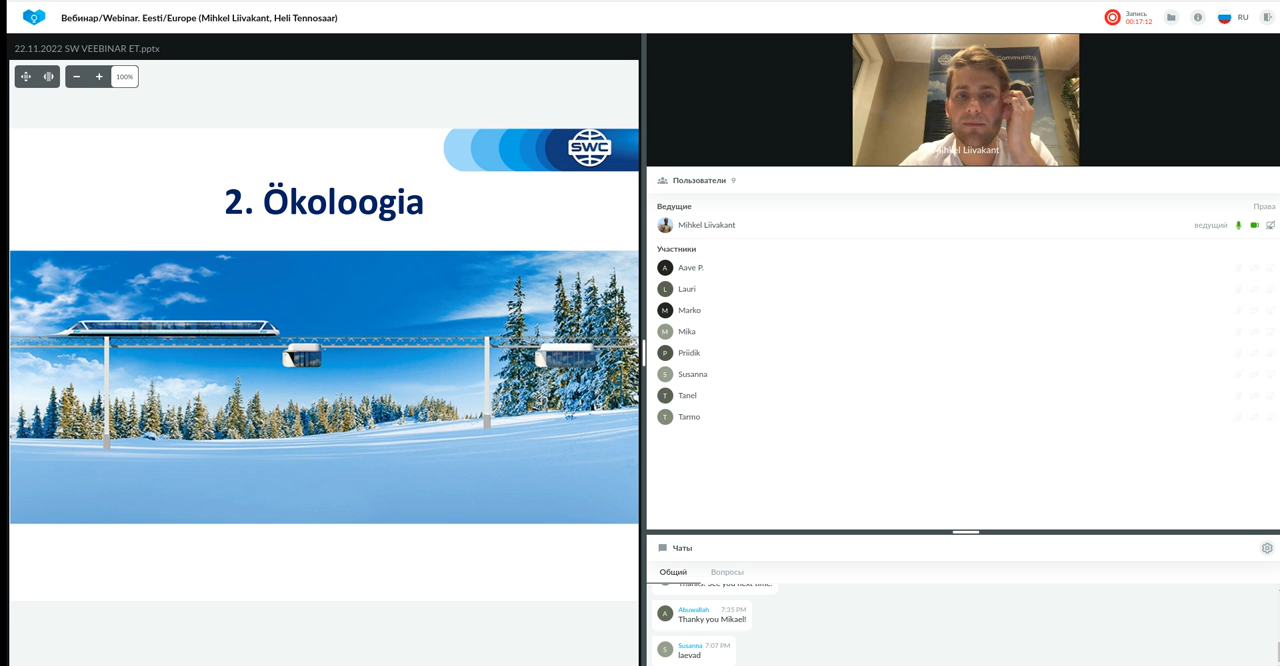 Вебинар/Webinar. Eesti/Europe (Mihkel Liivakant, Heli Tennosaar)
Запись
00:17:12
RU
22.11.2022 SW VEEBINAR ET.pptx
100%
SWC
2. Ökoloogia
Community
Mihkel Liivakant
Пользователи 9
Ведущие
Права
Mihkel Liivakant
ведущий
Участники
A
Aave P.
L
Lauri
M
Marko
M
Mika
P
Priidik
S
Susanna
T
Tanel
T
Tarmo
Чаты
Общий
Вопросы
Thanks. See you next time.
A
Abuwallah 7:35 PM
Thanky you Mikael!
S
Susanna 7:07 PM
laevad